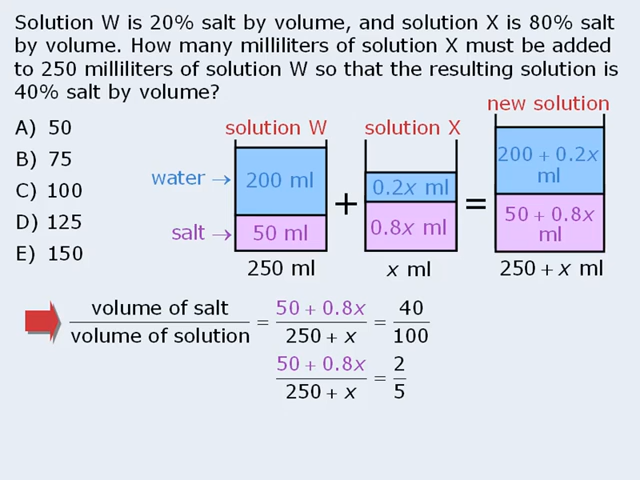 Solution W is 20% salt by volume, and solution X is 80% salt
by volume. How many milliliters of solution X must be added
to 250 milliliters of solution W so that the resulting solution is
40% salt by volume?
A) 50
B) 75
C) 100
D) 125
E) 150
solution W
solution X
new solution
water →
200 ml
salt →
50 ml
250 ml
+
0.2x ml
0.8x ml
x ml
=
200 + 0.2x
ml
50 + 0.8x
ml
250 + x ml
volume of salt / volume of solution = 50 + 0.8x / 250 + x = 40 / 100
50 + 0.8x / 250 + x = 2 / 5